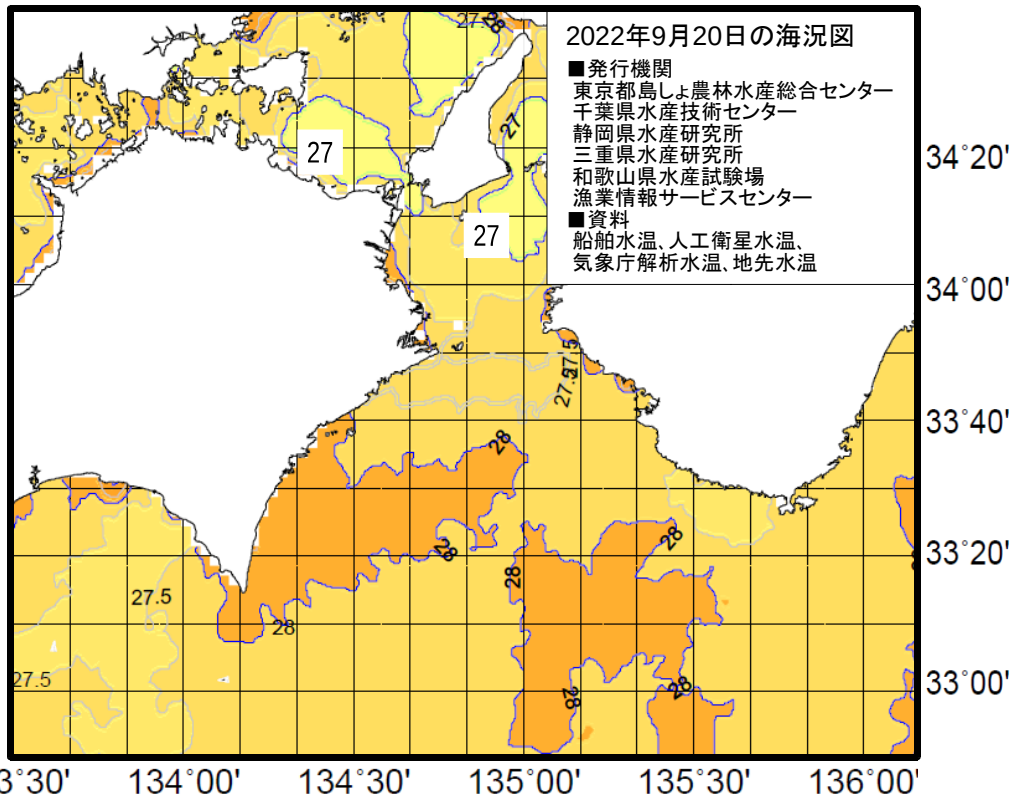 2022年9月20日の海況図
■発行機関
東京都島しょ農林水産総合センター
千葉県水産技術センター
静岡県水産研究所
三重県水産研究所
和歌山県水産試験場
漁業情報サービスセンター
■資料
船舶水温、人工衛星水温、
気象庁解析水温、地先水温
27.5
28
27
27
27
34°20'
34°00'
27.5
27.5
33°40'
28
28
28
28
33°20'
27.5
28
27.5
28
28
33°00'
3°30'
134°00'
134°30'
135°00'
135°30'
136°00'